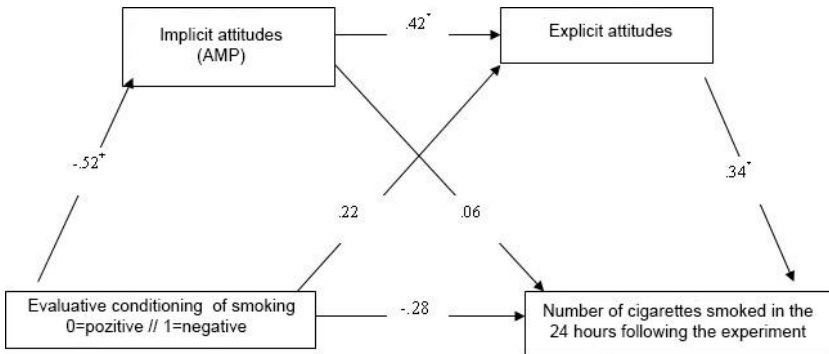 Implicit attitudes
(AMP)
.42*
Explicit attitudes
-.52+
.34*
.22
.06
Evaluative conditioning of smoking
0=pozitive // 1=negative
-.28
Number of cigarettes smoked in the
24 hours following the experiment